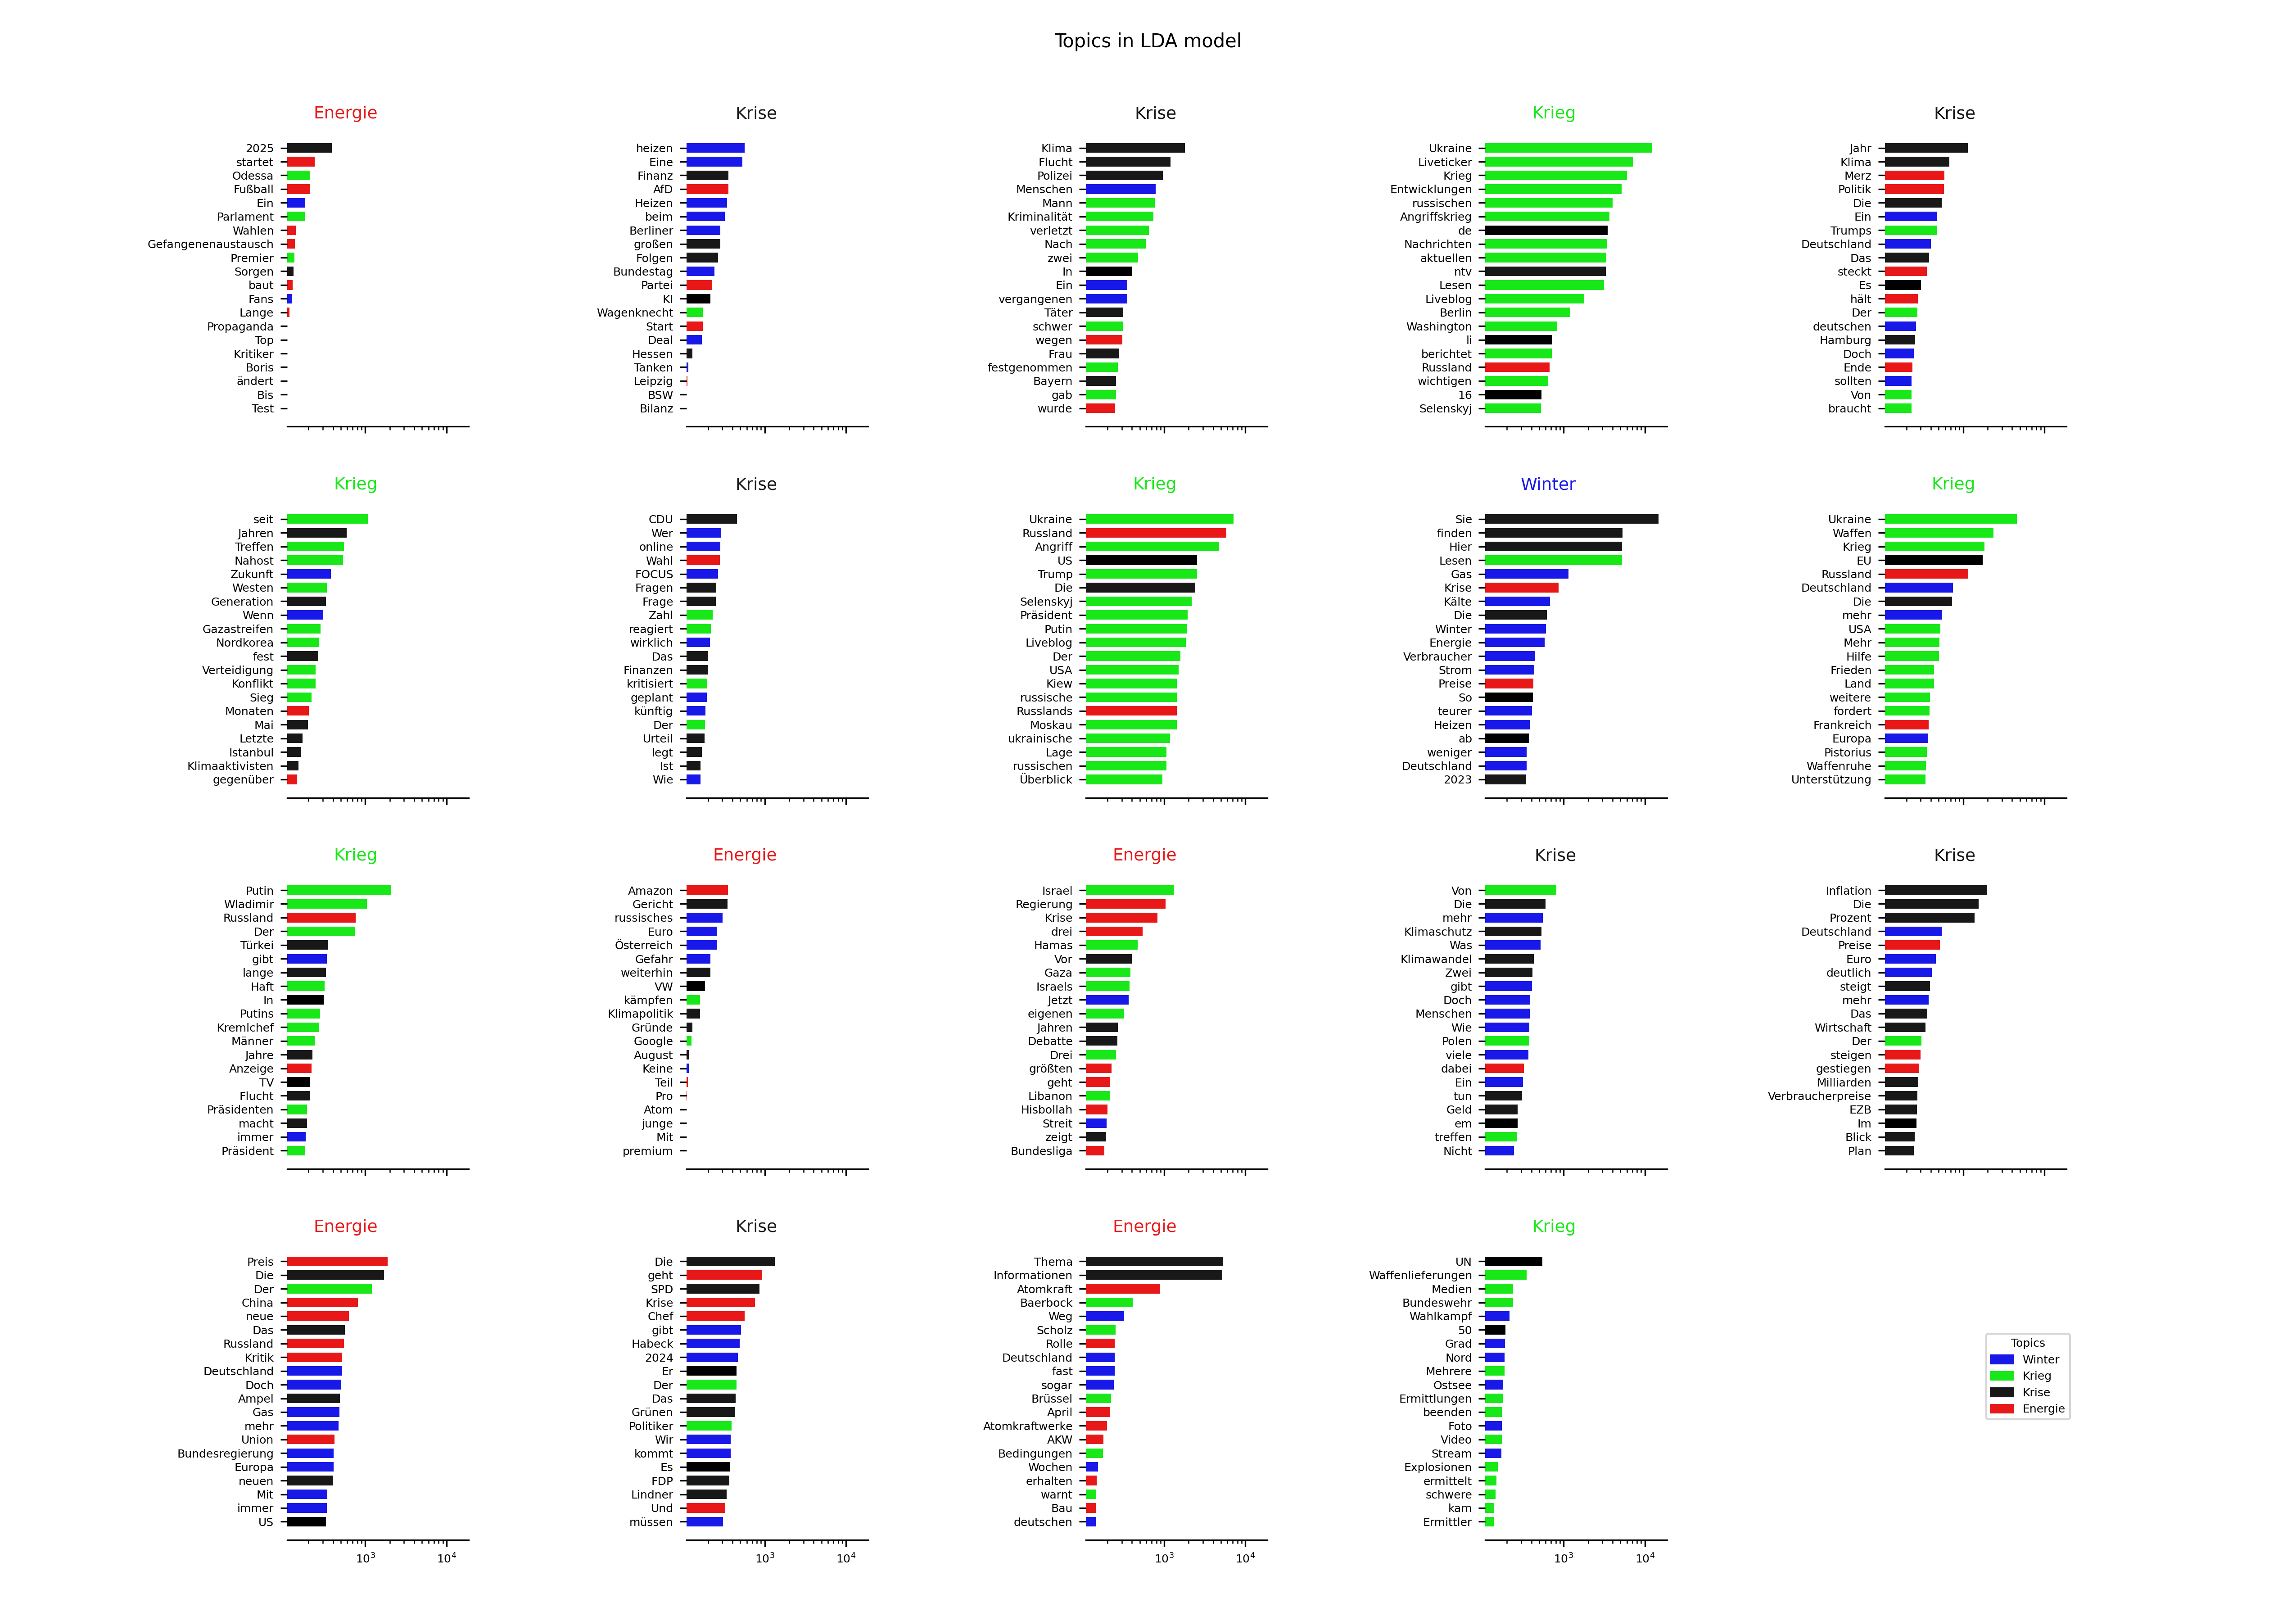 Topics in LDA model
Energie
2025
startet
Odessa
Fußball
Ein
Parlament
Wahlen
Gefangenenaustausch
Premier
Sorgen
baut
Fans
Lange
Propaganda
Top
Kritiker
Boris
ändert
Bis
Test
Krise
heizen
Eine
Finanz
AfD
Heizen
beim
Berliner
großen
Folgen
Bundestag
Partei
KI
Wagenknecht
Start
Deal
Hessen
Tanken
Leipzig
BSW
Bilanz
Krise
Klima
Flucht
Polizei
Menschen
Mann
Kriminalität
verletzt
Nach
zwei
In
Ein
vergangenen
Täter
schwer
wegen
Frau
festgenommen
Bayern
gab
wurde
Krieg
Ukraine
Liveticker
Krieg
Entwicklungen
russischen
Angriffskrieg
de
Nachrichten
aktuellen
ntv
Lesen
Liveblog
Berlin
Washington
li
berichtet
Russland
wichtigen
16
Selenskyj
Krise
Jahr
Klima
Merz
Politik
Die
Ein
Trumps
Deutschland
Das
steckt
Es
hält
Der
deutschen
Hamburg
Doch
Ende
sollten
Von
braucht
Krieg
seit
Jahren
Treffen
Nahost
Zukunft
Westen
Generation
Wenn
Gazastreifen
Nordkorea
fest
Verteidigung
Konflikt
Sieg
Monaten
Mai
Letzte
Istanbul
Klimaaktivisten
gegenüber
Krise
CDU
Wer
online
Wahl
FOCUS
Fragen
Frage
Zahl
reagiert
wirklich
Das
Finanzen
kritisiert
geplant
künftig
Der
Urteil
legt
Ist
Wie
Krieg
Ukraine
Russland
Angriff
US
Trump
Die
Selenskyj
Präsident
Putin
Liveblog
Der
USA
Kiew
russische
Russlands
Moskau
ukrainische
Lage
russischen
Überblick
Winter
Sie
finden
Hier
Lesen
Gas
Krise
Kälte
Die
Winter
Energie
Verbraucher
Strom
Preise
So
teurer
Heizen
ab
weniger
Deutschland
2023
Krieg
Ukraine
Waffen
Krieg
EU
Russland
Deutschland
Die
mehr
USA
Mehr
Hilfe
Frieden
Land
weitere
fordert
Frankreich
Europa
Pistorius
Waffenruhe
Unterstützung
Krieg
Putin
Wladimir
Russland
Der
Türkei
gibt
lange
Haft
In
Putins
Kremlchef
Männer
Jahre
Anzeige
TV
Flucht
Präsidenten
macht
immer
Präsident
Energie
Amazon
Gericht
russisches
Euro
Österreich
Gefahr
weiterhin
VW
kämpfen
Klimapolitik
Gründe
Google
August
Keine
Teil
Pro
Atom
junge
Mit
premium
Energie
Israel
Regierung
Krise
drei
Hamas
Vor
Gaza
Israels
Jetzt
eigenen
Jahren
Debatte
Drei
größten
geht
Libanon
Hisbollah
Streit
zeigt
Bundesliga
Krise
Von
Die
mehr
Klimaschutz
Was
Klimawandel
Zwei
gibt
Doch
Menschen
Wie
Polen
viele
dabei
Ein
tun
Geld
em
treffen
Nicht
Krise
Inflation
Die
Prozent
Deutschland
Preise
Euro
deutlich
steigt
mehr
Das
Wirtschaft
Der
steigen
gestiegen
Milliarden
Verbraucherpreise
EZB
Im
Blick
Plan
Energie
Preis
Die
Der
China
neue
Das
Russland
Kritik
Deutschland
Doch
Ampel
Gas
mehr
Union
Bundesregierung
Europa
neuen
Mit
immer
US
10³ 10⁴
Krise
Die
geht
SPD
Krise
Chef
gibt
Habeck
2024
Er
Der
Das
Grünen
Politiker
Wir
kommt
Es
FDP
Lindner
Und
müssen
10³ 10⁴
Energie
Thema
Informationen
Atomkraft
Baerbock
Weg
Scholz
Rolle
Deutschland
fast
sogar
Brüssel
April
Atomkraftwerke
AKW
Bedingungen
Wochen
erhalten
warnt
Bau
deutschen
10³ 10⁴
Krieg
UN
Waffenlieferungen
Medien
Bundeswehr
Wahlkampf
50
Grad
Nord
Mehrere
Ostsee
Ermittlungen
beenden
Foto
Video
Stream
Explosionen
ermittelt
schwere
kam
Ermittler
10³ 10⁴
Topics
Winter
Krieg
Krise
Energie